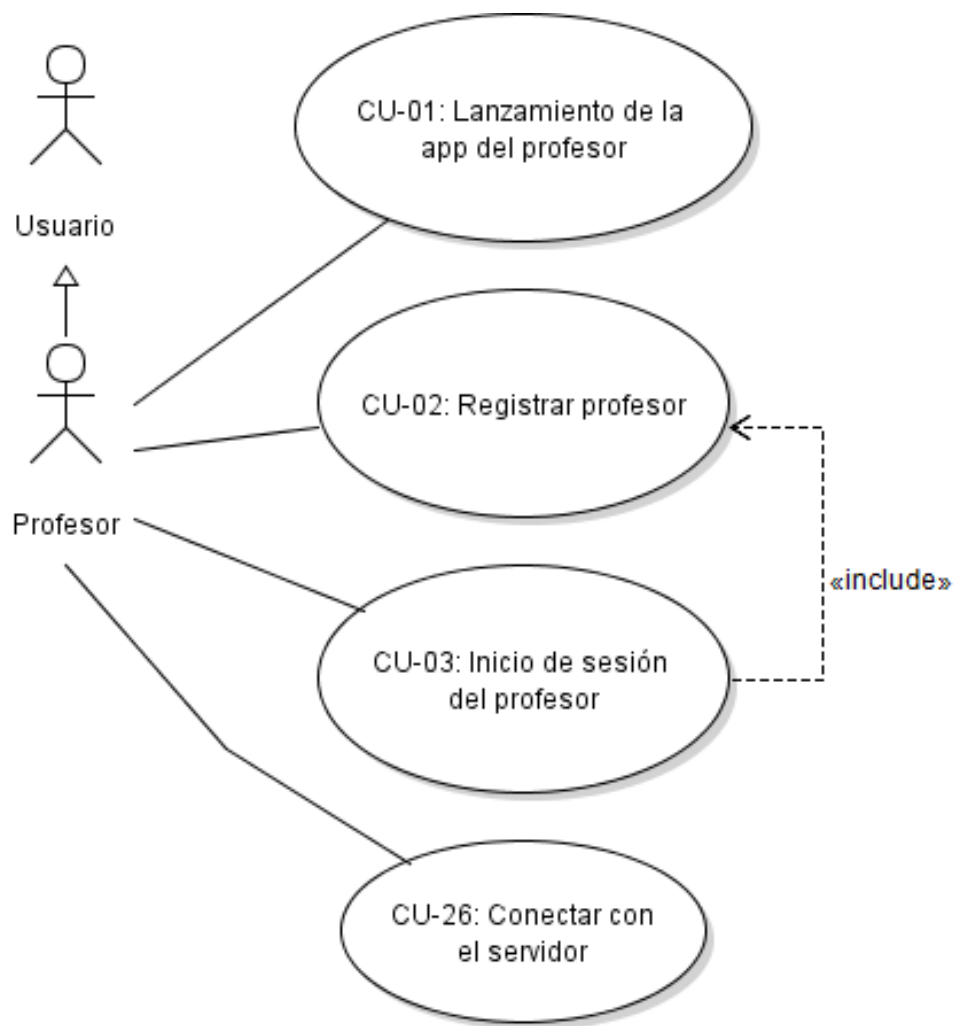 CU-01: Lanzamiento de la
app del profesor
Usuario
CU-02: Registrar profesor
Profesor
«include»
CU-03: Inicio de sesión
del profesor
CU-26: Conectar con
el servidor